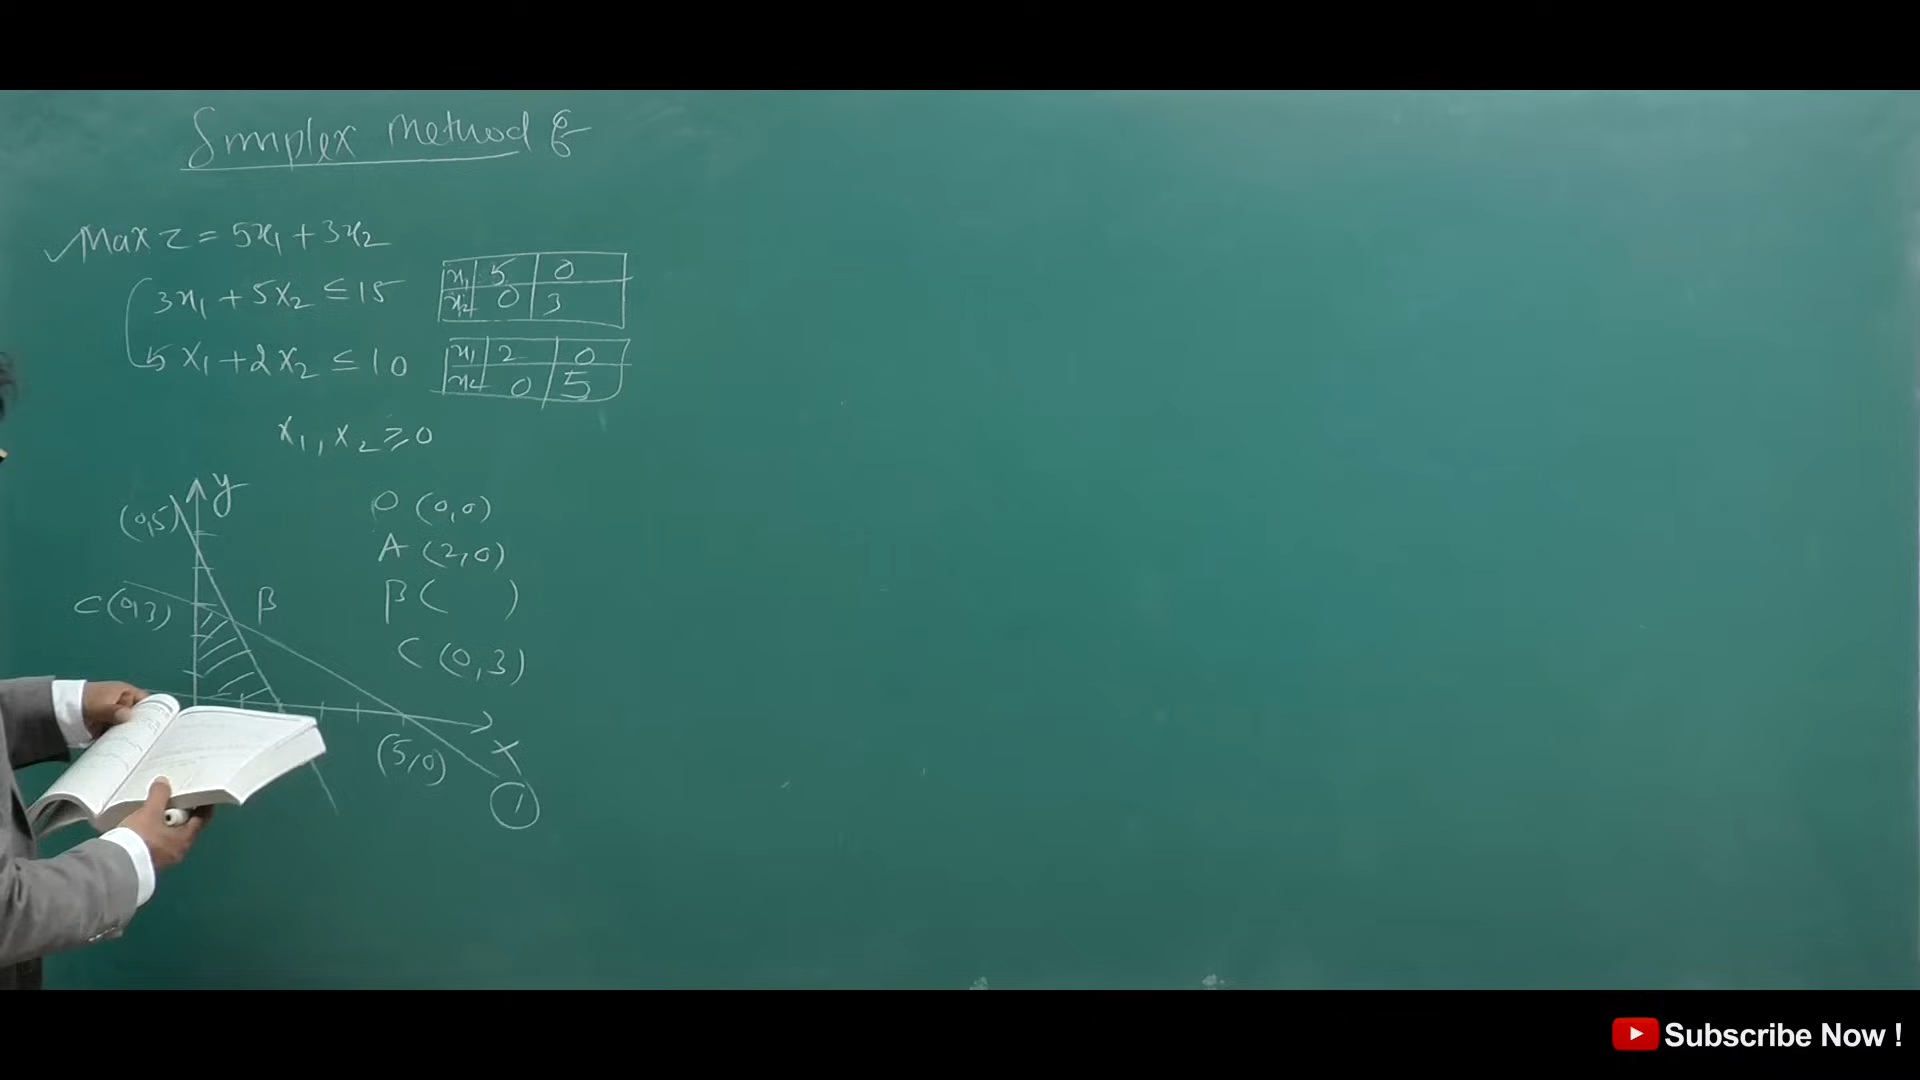 Simplex Method
Max Z = 5x₁ + 3x₂
3x₁ + 5x₂ ≤ 15
x₁ 5 0
x₂ 0 3
5x₁ + 2x₂ ≤ 10
x₁ 2 0
x₂ 0 5
x₁, x₂ ≥ 0
y
(0,5)
C (0,3)
B
(5,0)
X
1
O (0,0)
A (2,0)
B ( )
C (0,3)
Subscribe Now !